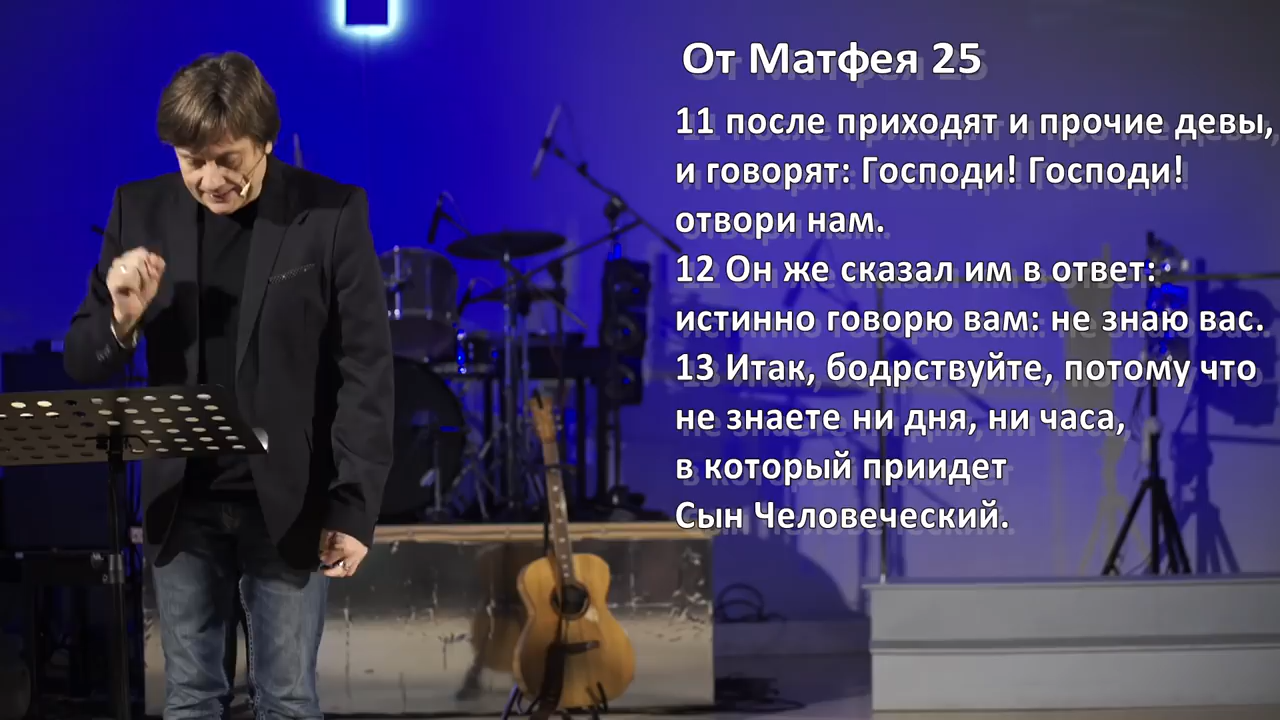 От Матфея 25
11 после приходят и прочие девы,
и говорят: Господи! Господи!
отвори нам.
12 Он же сказал им в ответ:
истинно говорю вам: не знаю вас.
13 Итак, бодрствуйте, потому что
не знаете ни дня, ни часа,
в который приидет
Сын Человеческий.